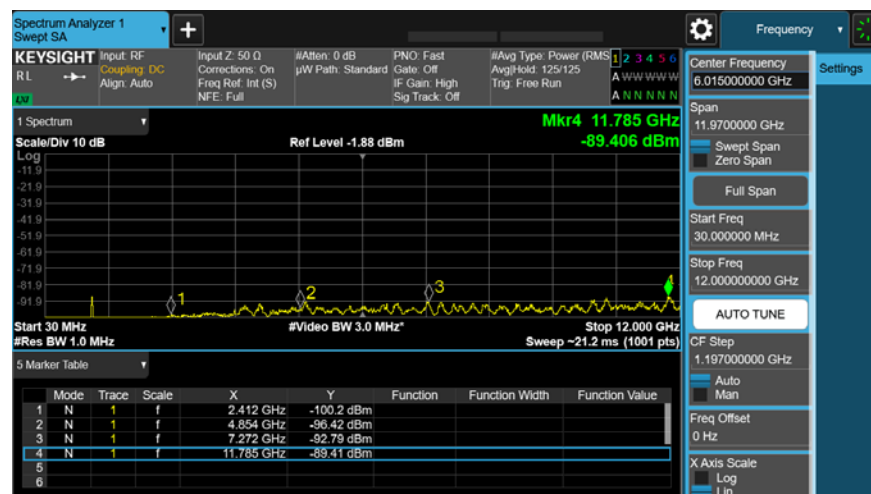 Spectrum Analyzer 1
Swept SA
Frequency
KEYSIGHT
RL
Input: RF
Coupling: DC
Align: Auto
Input Z: 50 Ω
Corrections: On
Freq Ref: Int (S)
NFE: Full
#Atten: 0 dB
µW Path: Standard
PNO: Fast
Gate: Off
IF Gain: High
Sig Track: Off
#Avg Type: Power (RMS
Avg|Hold: 125/125
Trig: Free Run
1 2 3 4 5 6
A W W W W W
A N N N N N
1 Spectrum
Mkr4 11.785 GHz
Scale/Div 10 dB
Ref Level -1.88 dBm
-89.406 dBm
Log
-11.9
-21.9
-31.9
-41.9
-51.9
-61.9
-71.9
-81.9
-91.9
1
2
3
Start 30 MHz
#Video BW 3.0 MHz*
Stop 12.000 GHz
#Res BW 1.0 MHz
Sweep ~21.2 ms (1001 pts)
5 Marker Table
Mode Trace Scale X Y Function Function Width Function Value
1 N 1 f 2.412 GHz -100.2 dBm
2 N 1 f 4.854 GHz -96.42 dBm
3 N 1 f 7.272 GHz -92.79 dBm
4 N 1 f 11.785 GHz -89.41 dBm
5
6
Center Frequency
6.015000000 GHz
Settings
Span
11.9700000 GHz
Swept Span
Zero Span
Full Span
Start Freq
30.000000 MHz
Stop Freq
12.000000000 GHz
AUTO TUNE
CF Step
1.197000000 GHz
Auto
Man
Freq Offset
0 Hz
X Axis Scale
Log
Lin